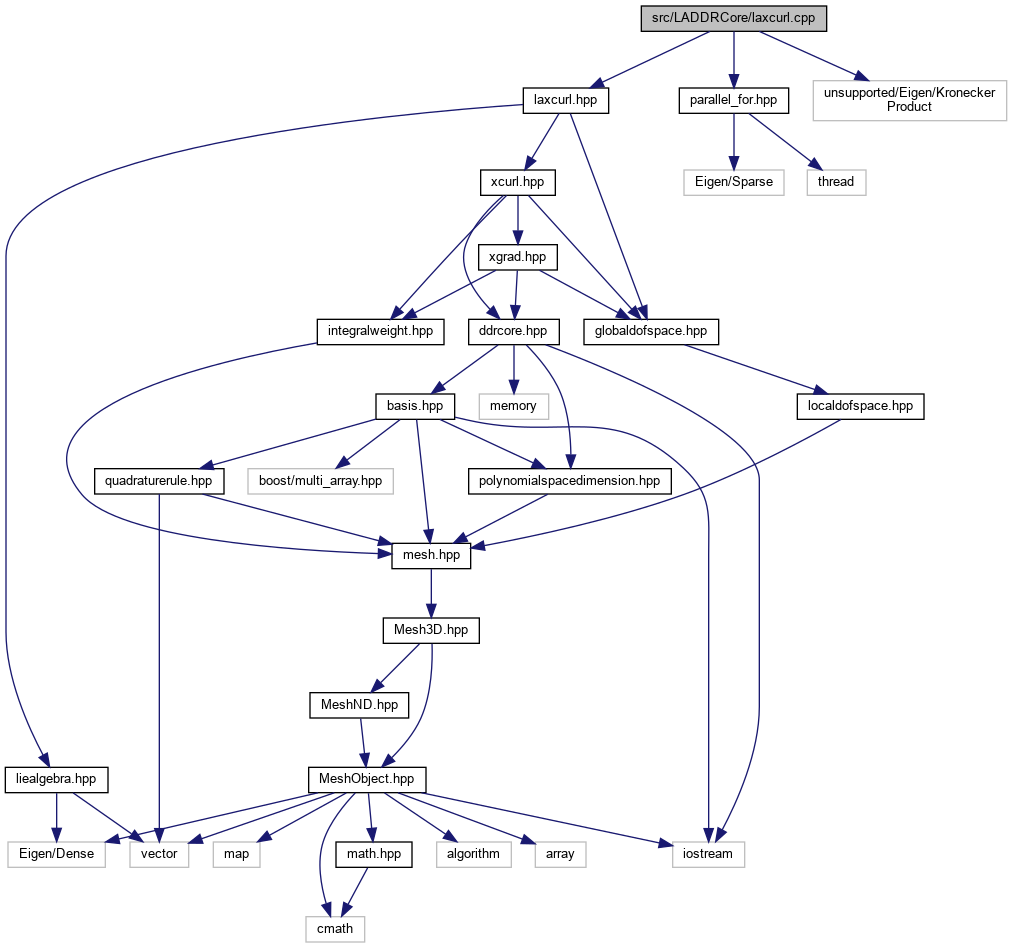 src/LADDRCore/laxcurl.cpp
laxcurl.hpp
parallel_for.hpp
unsupported/Eigen/Kronecker
Product
xcurl.hpp
Eigen/Sparse
thread
xgrad.hpp
integralweight.hpp
ddrcore.hpp
globaldofspace.hpp
basis.hpp
memory
localdofspace.hpp
quadraturerule.hpp
boost/multi_array.hpp
polynomialspacedimension.hpp
mesh.hpp
Mesh3D.hpp
MeshND.hpp
liealgebra.hpp
MeshObject.hpp
Eigen/Dense
vector
map
math.hpp
algorithm
array
iostream
cmath